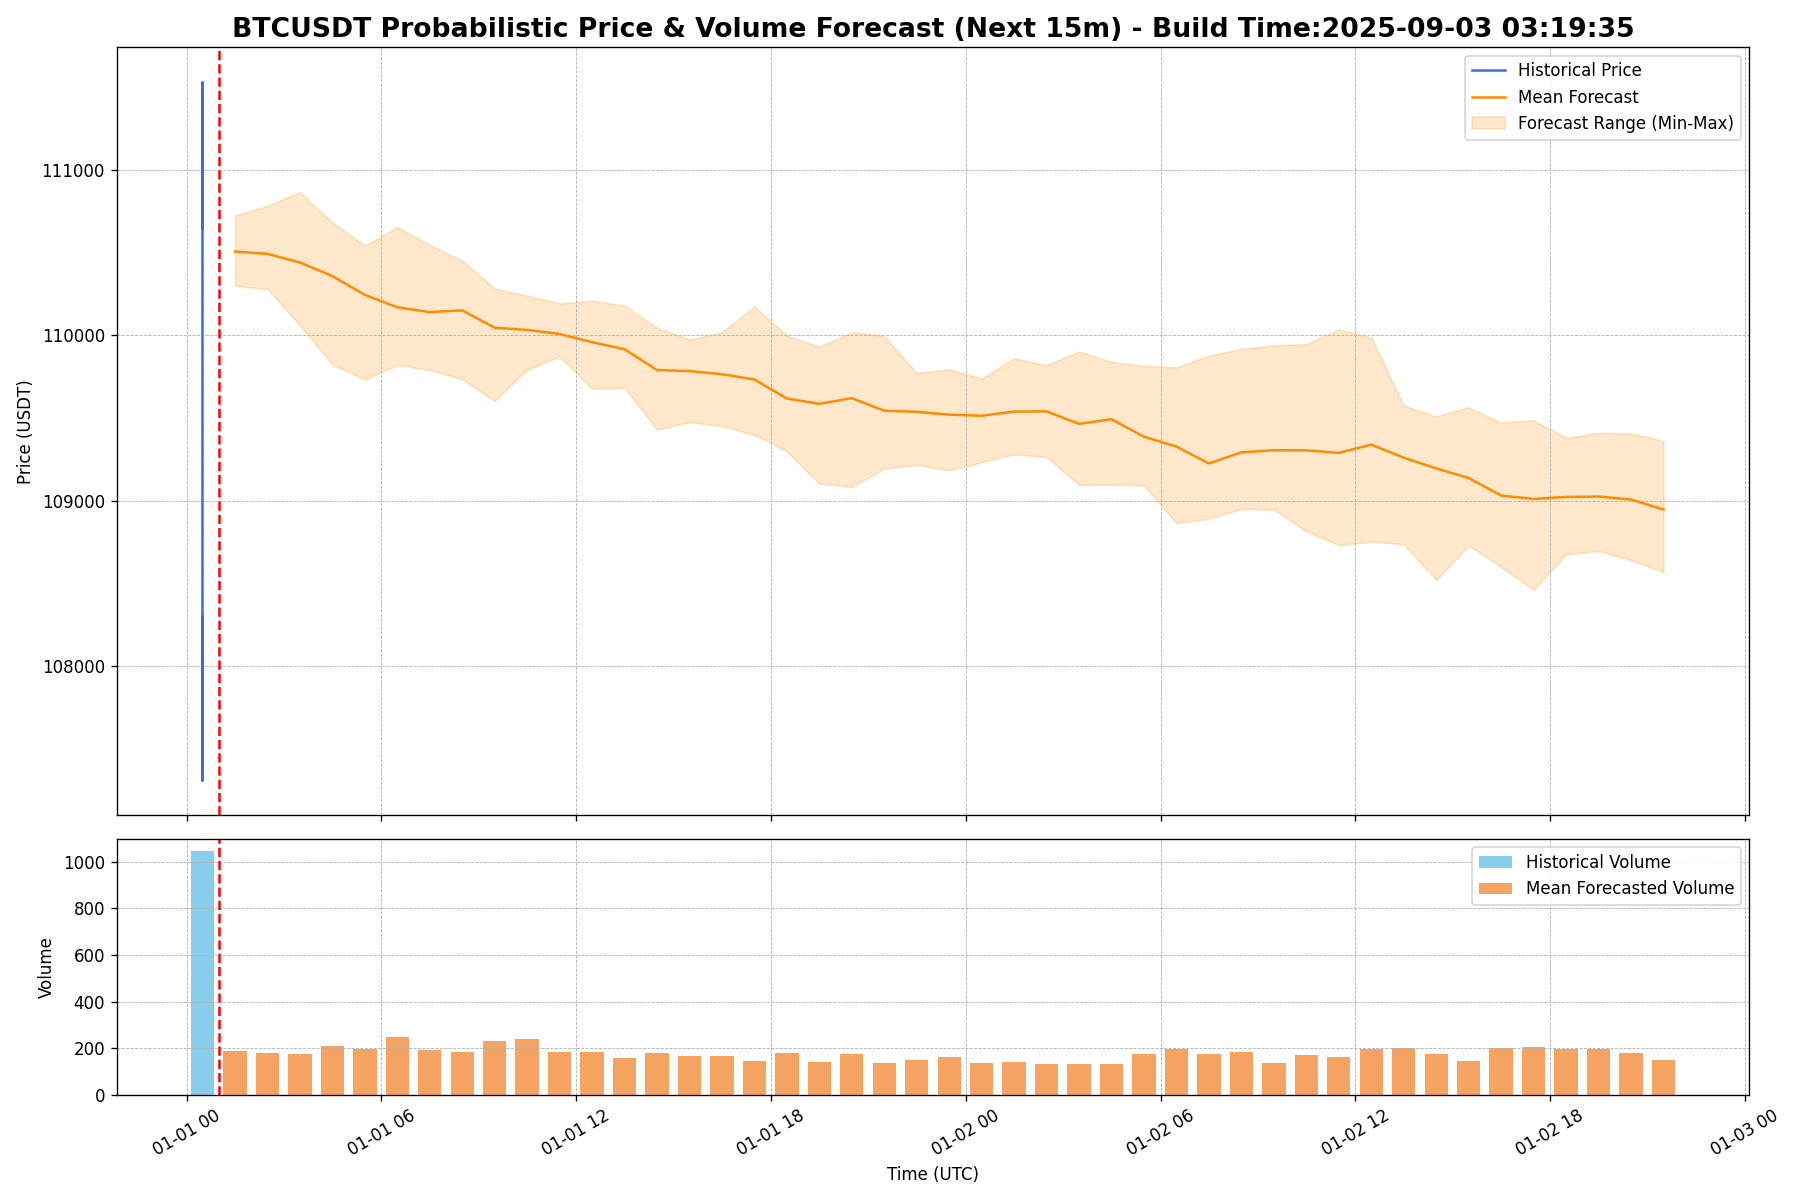 BTCUSDT Probabilistic Price & Volume Forecast (Next 15m) - Build Time:2025-09-03 03:19:35
Historical Price
Mean Forecast
Forecast Range (Min-Max)
111000
110000
109000
108000
Price (USDT)
Historical Volume
Mean Forecasted Volume
1000
800
600
400
200
0
Volume
01-01 00
01-01 06
01-01 12
01-01 18
01-02 00
01-02 06
01-02 12
01-02 18
01-03 00
Time (UTC)